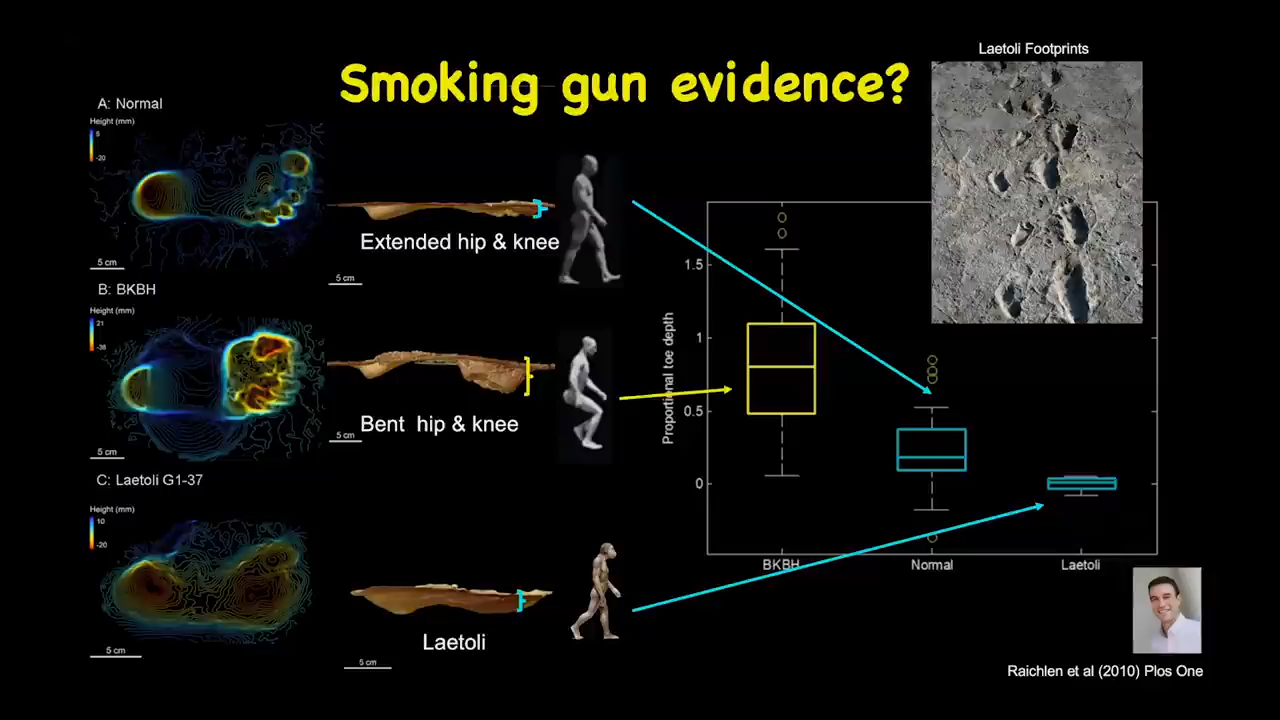 Smoking gun evidence?
Laetoli Footprints
A: Normal
Height (mm)
5
-20
5 cm
Extended hip & knee
5 cm
B: BKBH
Height (mm)
21
-36
5 cm
Bent hip & knee
5 cm
C: Laetoli G1-37
Height (mm)
10
-20
5 cm
Laetoli
5 cm
Proportional toe depth
1.5
1
0.5
0
BKBH
Normal
Laetoli
Raichlen et al (2010) Plos One